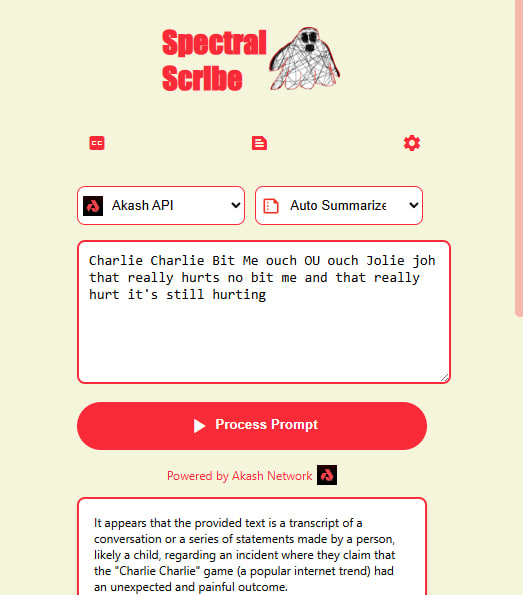 Spectral
Scribe
CC
Akash API
Auto Summarize
Charlie Charlie Bit Me ouch OU ouch Jolie joh
that really hurts no bit me and that really
hurt it's still hurting
Process Prompt
Powered by Akash Network
It appears that the provided text is a transcript of a
conversation or a series of statements made by a person,
likely a child, regarding an incident where they claim that
the "Charlie Charlie" game (a popular internet trend) had
an unexpected and painful outcome.